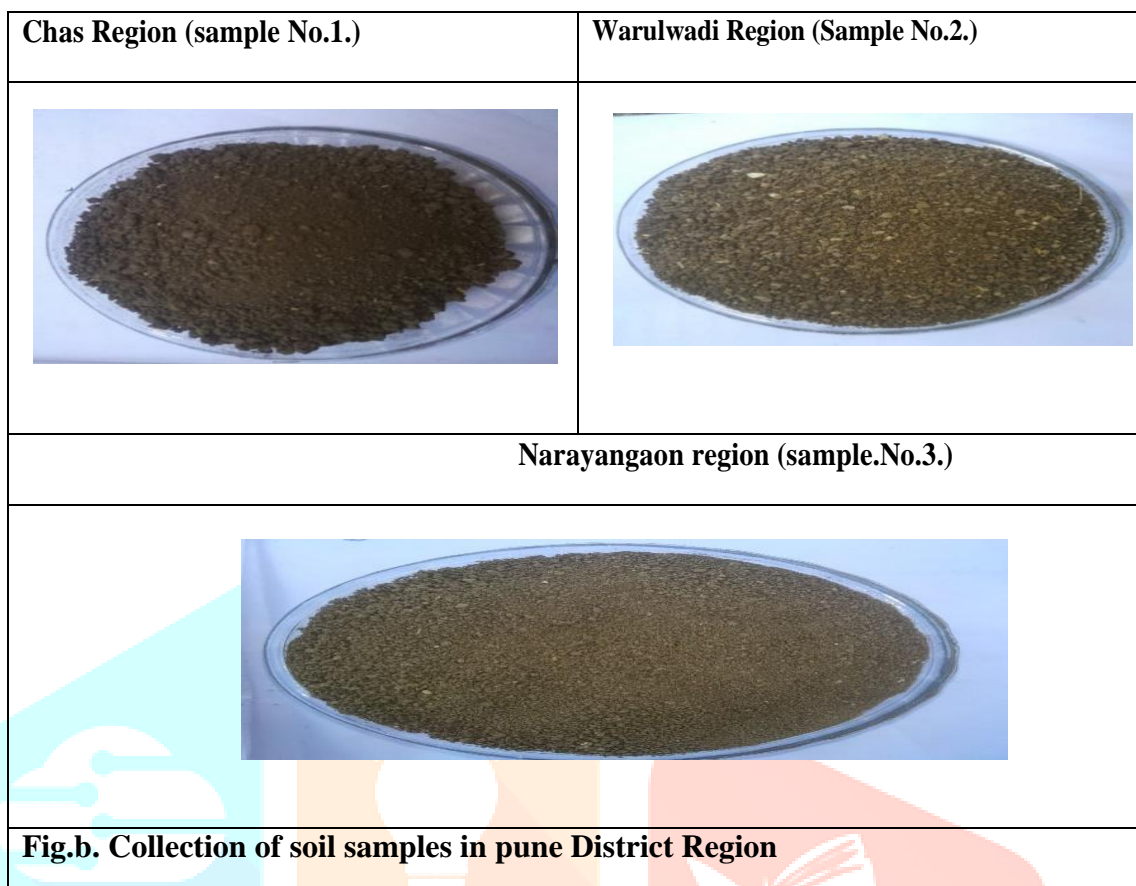 Chas Region (sample No.1.)
Warulwadi Region (Sample No.2.)
Narayangaon region (sample.No.3.)
Fig.b. Collection of soil samples in pune District Region